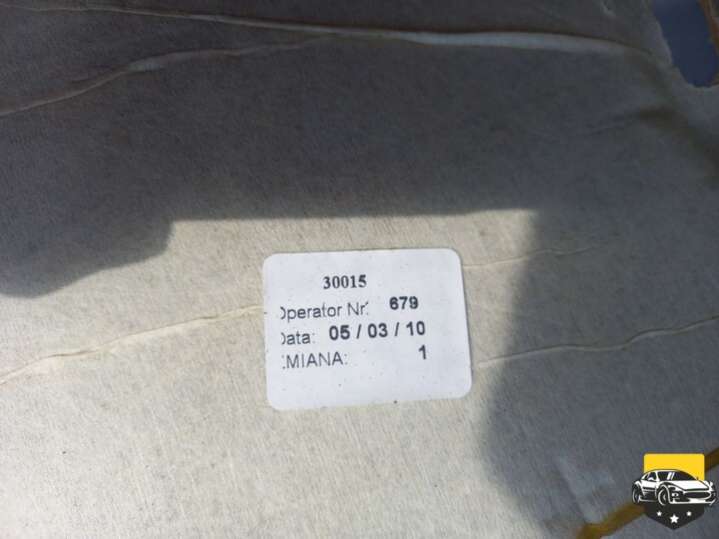 30015
Operator Nr: 679
Data: 05 / 03 / 10
ZMIANA: 1